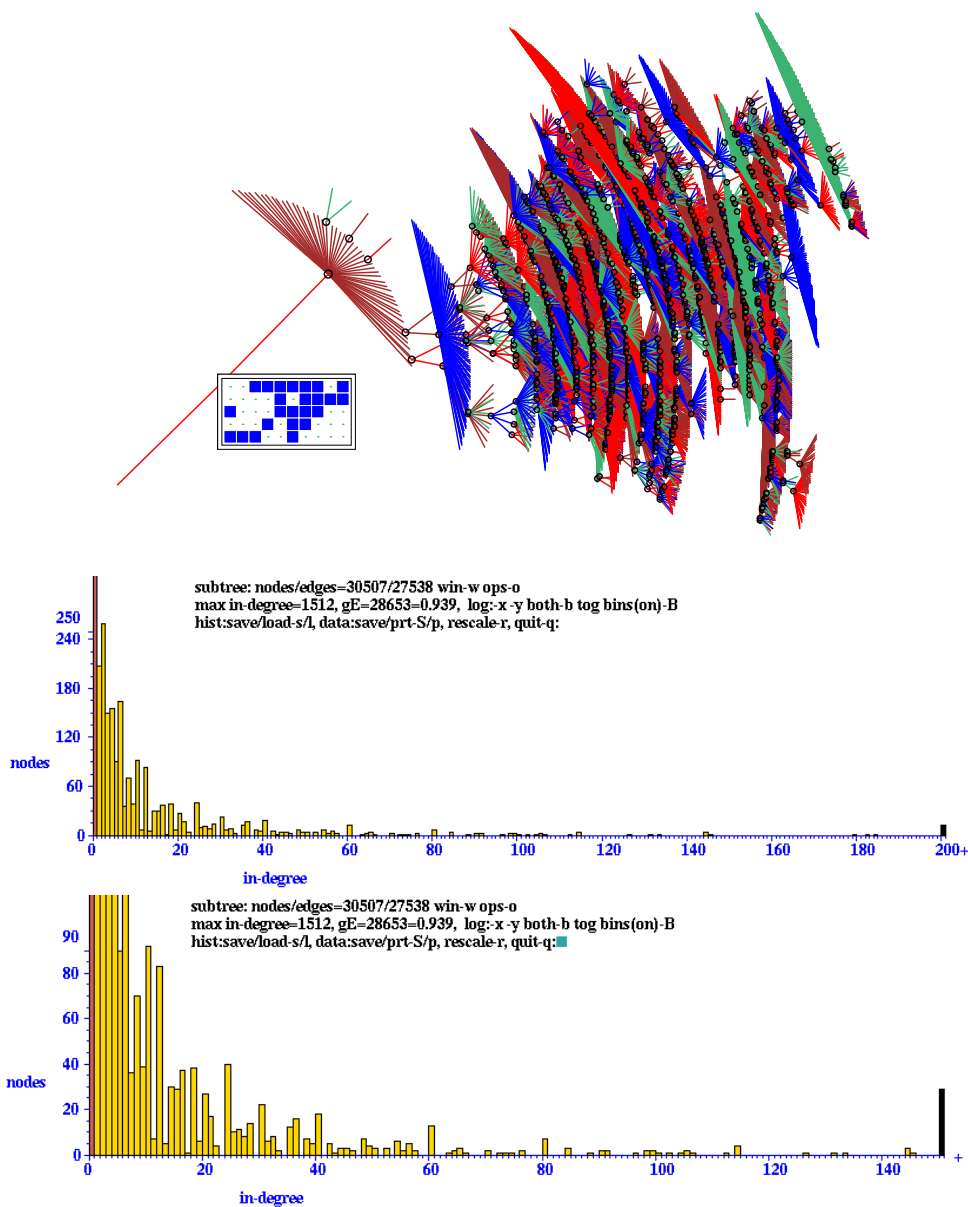 subtree: nodes/edges=30507/27538 win-w ops-o
max in-degree=1512, gE=28653=0.939, log:-x -y both-b tog bins(on)-B
hist:save/load-s/l, data:save/prt-S/p, rescale-r, quit-q:
250
240
180
120
nodes
60
0
0 20 40 60 80 100 120 140 160 180 200+
in-degree
subtree: nodes/edges=30507/27538 win-w ops-o
max in-degree=1512, gE=28653=0.939, log:-x -y both-b tog bins(on)-B
hist:save/load-s/l, data:save/prt-S/p, rescale-r, quit-q:
90
80
60
40
nodes
20
0
0 20 40 60 80 100 120 140 +
in-degree